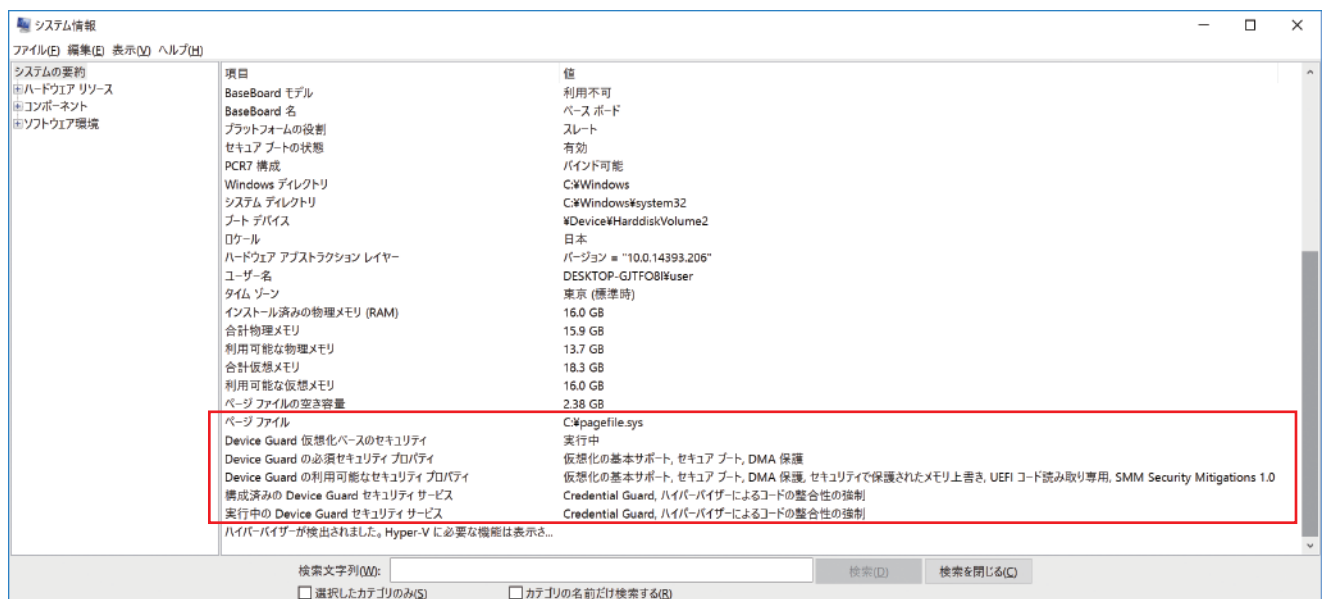 システム情報
ファイル(F) 編集(E) 表示(V) ヘルプ(H)
システムの要約
ハードウェア リソース
コンポーネント
ソフトウェア環境
項目 値
BaseBoard モデル 利用不可
BaseBoard 名 ベース ボード
プラットフォームの役割 スレート
セキュア ブートの状態 有効
PCR7 構成 バインド可能
Windows ディレクトリ C:¥Windows
システム ディレクトリ C:¥Windows¥system32
ブート デバイス ¥Device¥HarddiskVolume2
ロケール 日本
ハードウェア アブストラクション レイヤー バージョン = "10.0.14393.206"
ユーザー名 DESKTOP-GJTFO8I¥user
タイム ゾーン 東京 (標準時)
インストール済みの物理メモリ (RAM) 16.0 GB
合計物理メモリ 15.9 GB
利用可能な物理メモリ 13.7 GB
合計仮想メモリ 18.3 GB
利用可能な仮想メモリ 16.0 GB
ページ ファイルの空き容量 2.38 GB
ページ ファイル C:¥pagefile.sys
Device Guard 仮想化ベースのセキュリティ 実行中
Device Guard の必須セキュリティ プロパティ 仮想化の基本サポート, セキュア ブート, DMA 保護
Device Guard の利用可能なセキュリティ プロパティ 仮想化の基本サポート, セキュア ブート, DMA 保護, セキュリティで保護されたメモリ上書き, UEFI コード読み取り専用, SMM Security Mitigations 1.0
構成済みの Device Guard セキュリティ サービス Credential Guard, ハイパーバイザーによるコードの整合性の強制
実行中の Device Guard セキュリティ サービス Credential Guard, ハイパーバイザーによるコードの整合性の強制
ハイパーバイザーが検出されました。Hyper-V に必要な機能は表示さ...
検索文字列(W): 検索(D) 検索を閉じる(C)
選択したカテゴリのみ(S) カテゴリの名前だけ検索する(R)